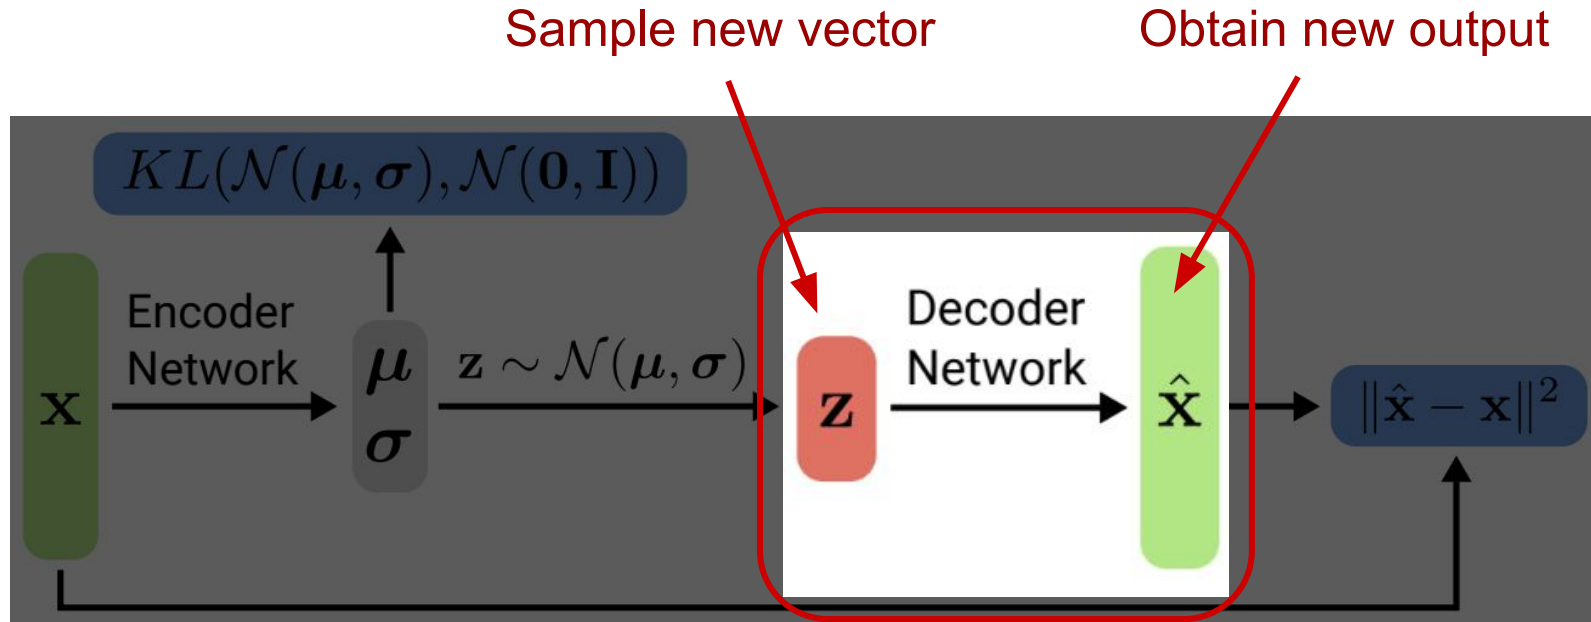 Sample new vector
Obtain new output
KL(𝒩(μ, σ), 𝒩(0, I))
Encoder
Network
x
μ
σ
z ∼ 𝒩(μ, σ)
z
Decoder
Network
x̂
‖x̂ − x‖²